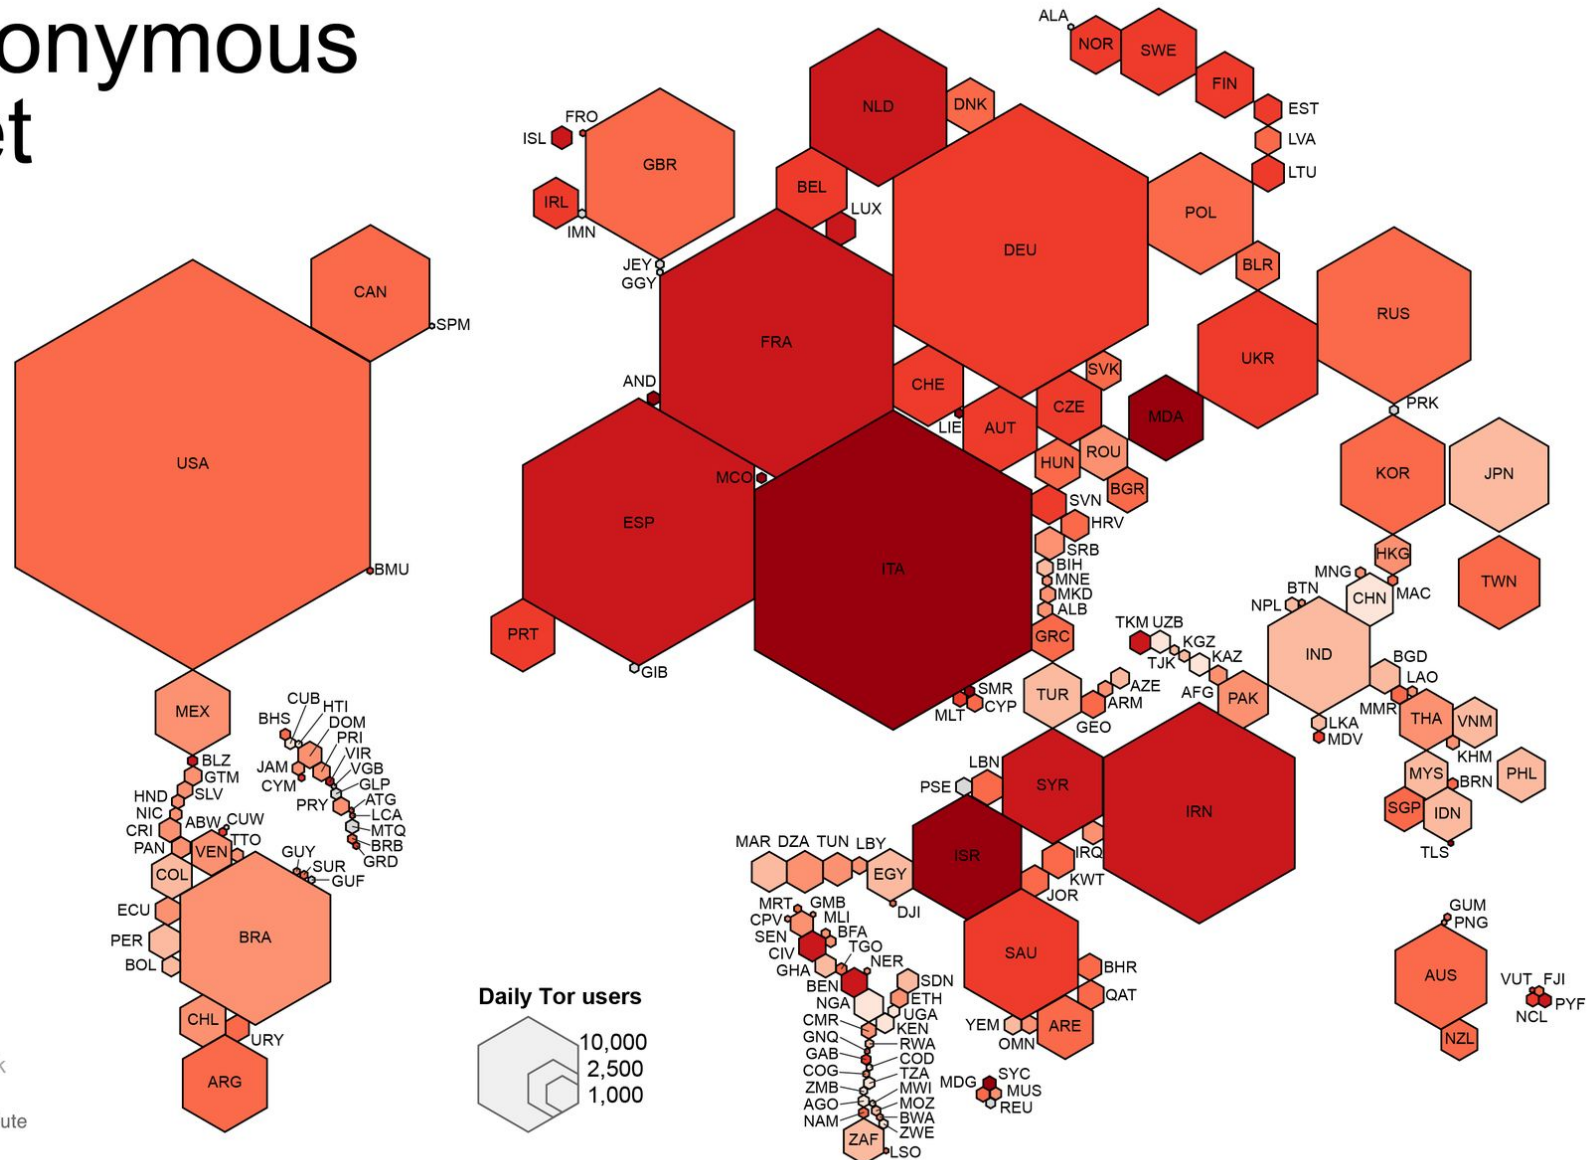 onymous
et
ALA
NOR
SWE
FIN
EST
LVA
LTU
NLD
DNK
FRO
ISL
GBR
IRL
IMN
BEL
LUX
DEU
POL
BLR
JEY
GGY
CAN
SPM
FRA
RUS
UKR
USA
AND
CHE
LIE
AUT
CZE
SVK
MDA
PRK
HUN
ROU
BGR
KOR
JPN
MCO
ESP
SVN
HRV
SRB
BIH
MNE
MKD
ALB
GRC
ITA
BMU
HKG
TWN
MNG
BTN
NPL
CHN
MAC
PRT
GIB
TKM
UZB
TJK
KGZ
KAZ
AFG
PAK
IND
BGD
LAO
MMR
THA
VNM
LKA
MDV
KHM
SMR
CYP
MLT
TUR
AZE
ARM
GEO
MEX
CUB
HTI
BHS
DOM
PRI
VIR
VGB
GLP
JAM
CYM
PRY
ATG
LCA
MTQ
BRB
GRD
BLZ
GTM
SLV
HND
NIC
CRI
PAN
ABW
CUW
TTO
VEN
COL
GUY
SUR
GUF
ECU
PER
BOL
BRA
CHL
URY
ARG
LBN
PSE
SYR
IRN
IRQ
KWT
JOR
ISR
MYS
BRN
PHL
SGP
IDN
TLS
MAR
DZA
TUN
LBY
EGY
DJI
MRT
GMB
CPV
MLI
SEN
BFA
CIV
TGO
GHA
NER
BEN
SDN
NGA
ETH
UGA
CMR
KEN
GNQ
RWA
GAB
COD
COG
TZA
ZMB
MWI
AGO
MOZ
NAM
BWA
ZWE
ZAF
LSO
SAU
BHR
QAT
YEM
OMN
ARE
MDG
SYC
MUS
REU
GUM
PNG
AUS
NZL
VUT
FJI
PYF
NCL
Daily Tor users
10,000
2,500
1,000
k
ute